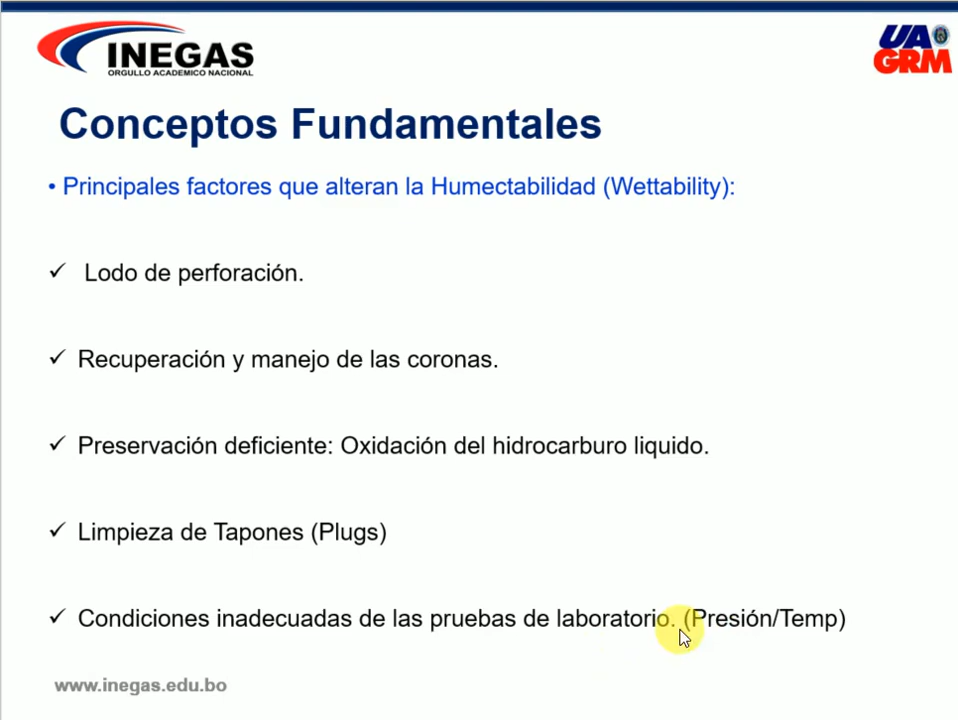 INEGAS
ORGULLO ACADEMICO NACIONAL
UA
GRM
Conceptos Fundamentales
• Principales factores que alteran la Humectabilidad (Wettability):
✓ Lodo de perforación.
✓ Recuperación y manejo de las coronas.
✓ Preservación deficiente: Oxidación del hidrocarburo liquido.
✓ Limpieza de Tapones (Plugs)
✓ Condiciones inadecuadas de las pruebas de laboratorio. (Presión/Temp)
www.inegas.edu.bo